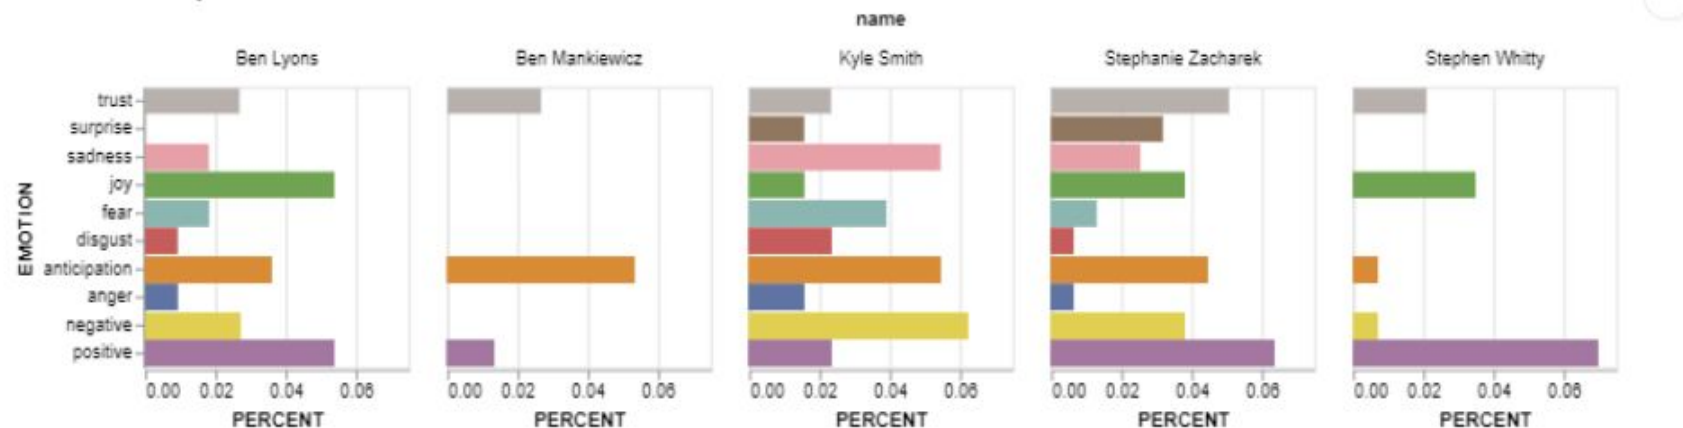 name
Ben Lyons Ben Mankiewicz Kyle Smith Stephanie Zacharek Stephen Whitty
EMOTION
trust
surprise
sadness
joy
fear
disgust
anticipation
anger
negative
positive
0.00 0.02 0.04 0.06 0.00 0.02 0.04 0.06 0.00 0.02 0.04 0.06 0.00 0.02 0.04 0.06 0.00 0.02 0.04 0.06
PERCENT PERCENT PERCENT PERCENT PERCENT